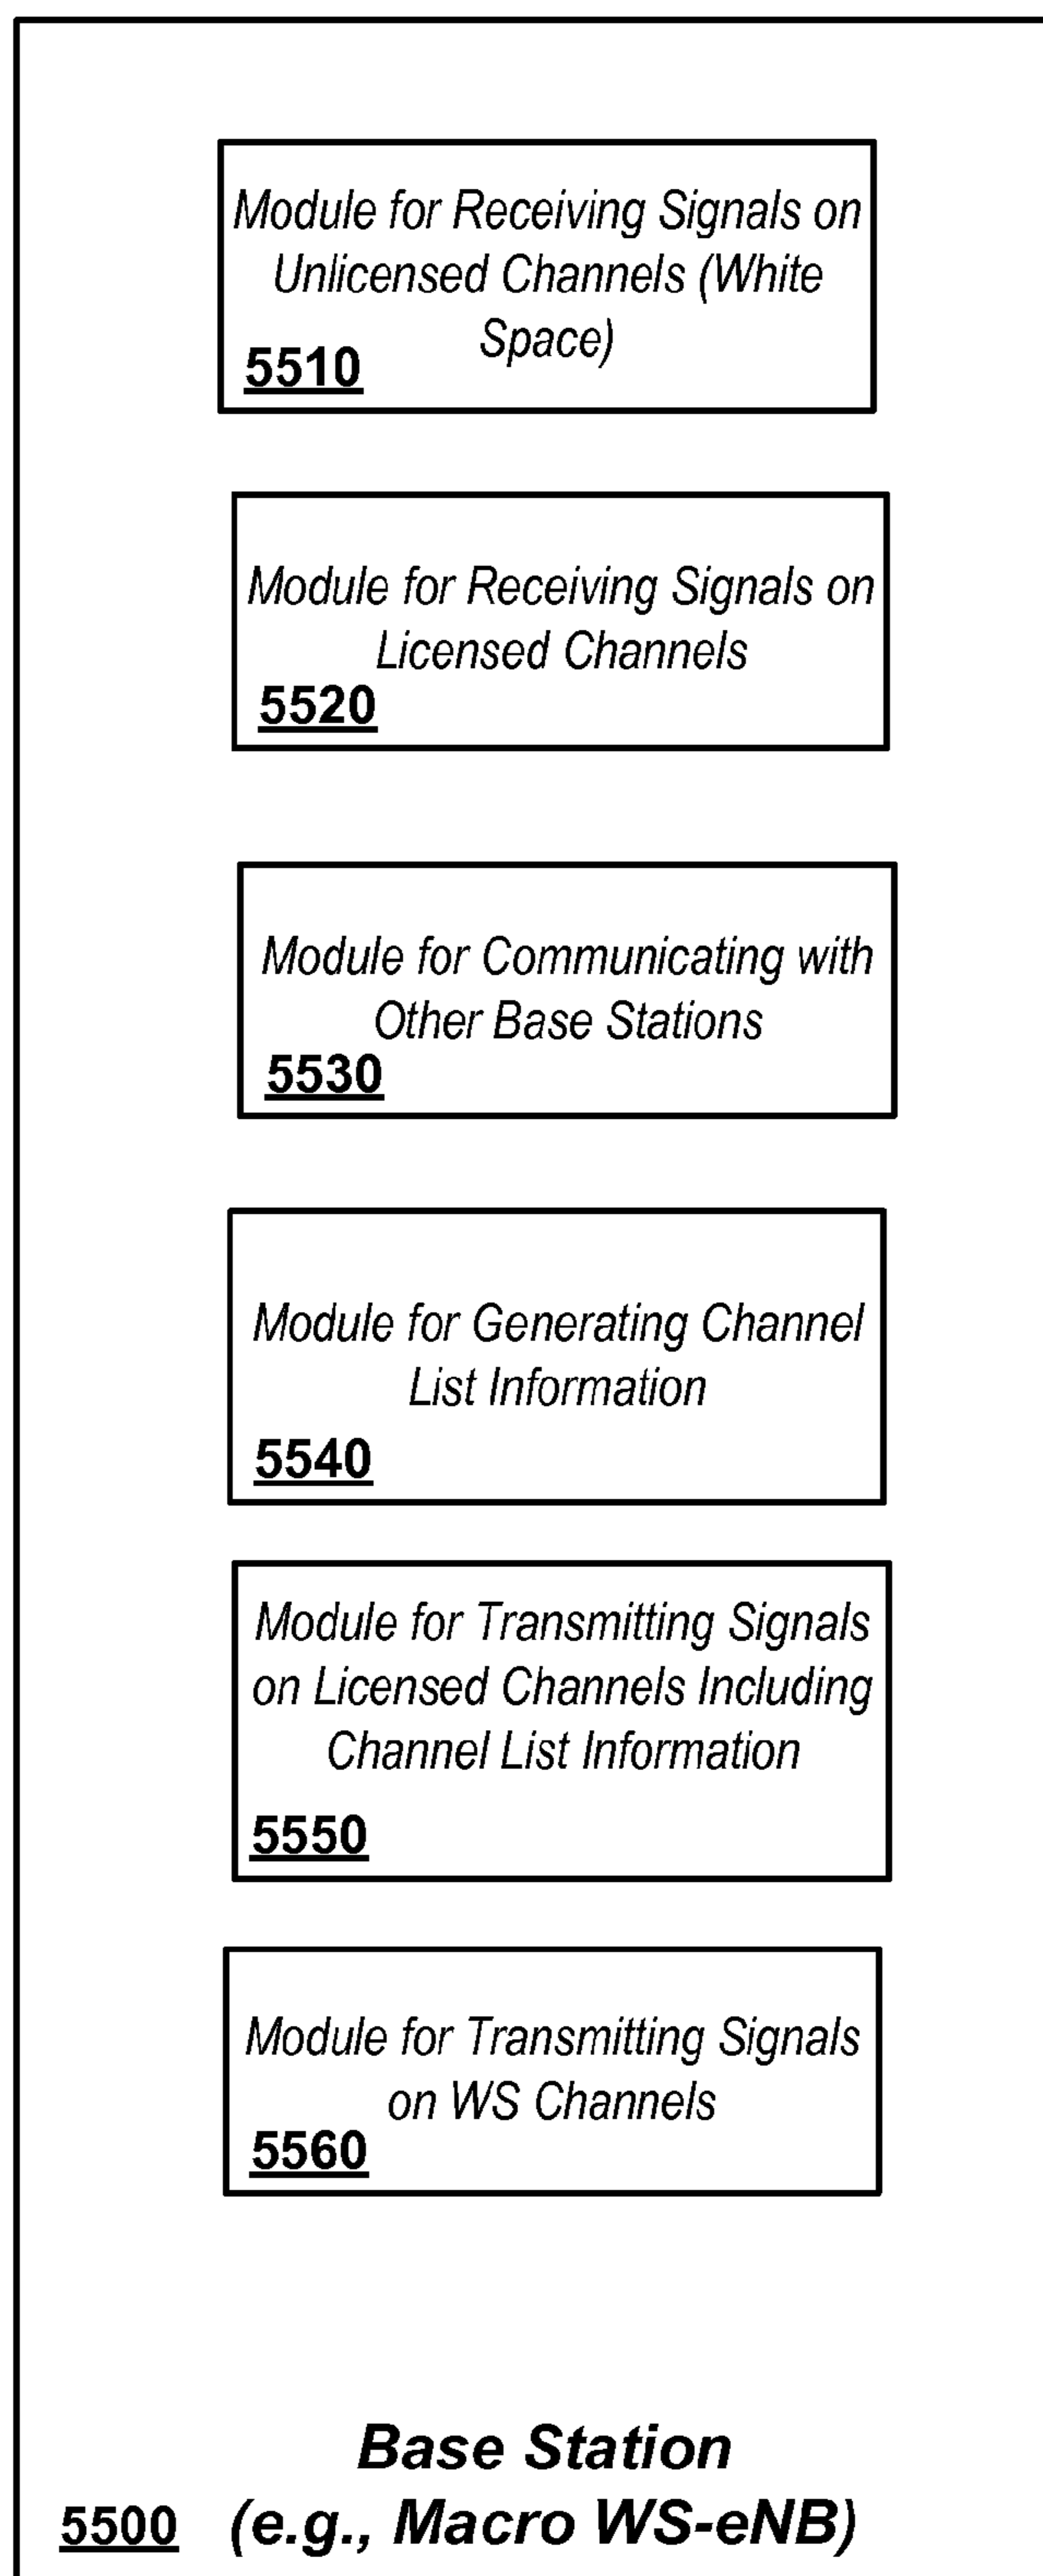 Module for Receiving Signals on
Unlicensed Channels (White
Space)
5510
Module for Receiving Signals on
Licensed Channels
5520
Module for Communicating with
Other Base Stations
5530
Module for Generating Channel
List Information
5540
Module for Transmitting Signals
on Licensed Channels Including
Channel List Information
5550
Module for Transmitting Signals
on WS Channels
5560
Base Station
5500 (e.g., Macro WS-eNB)